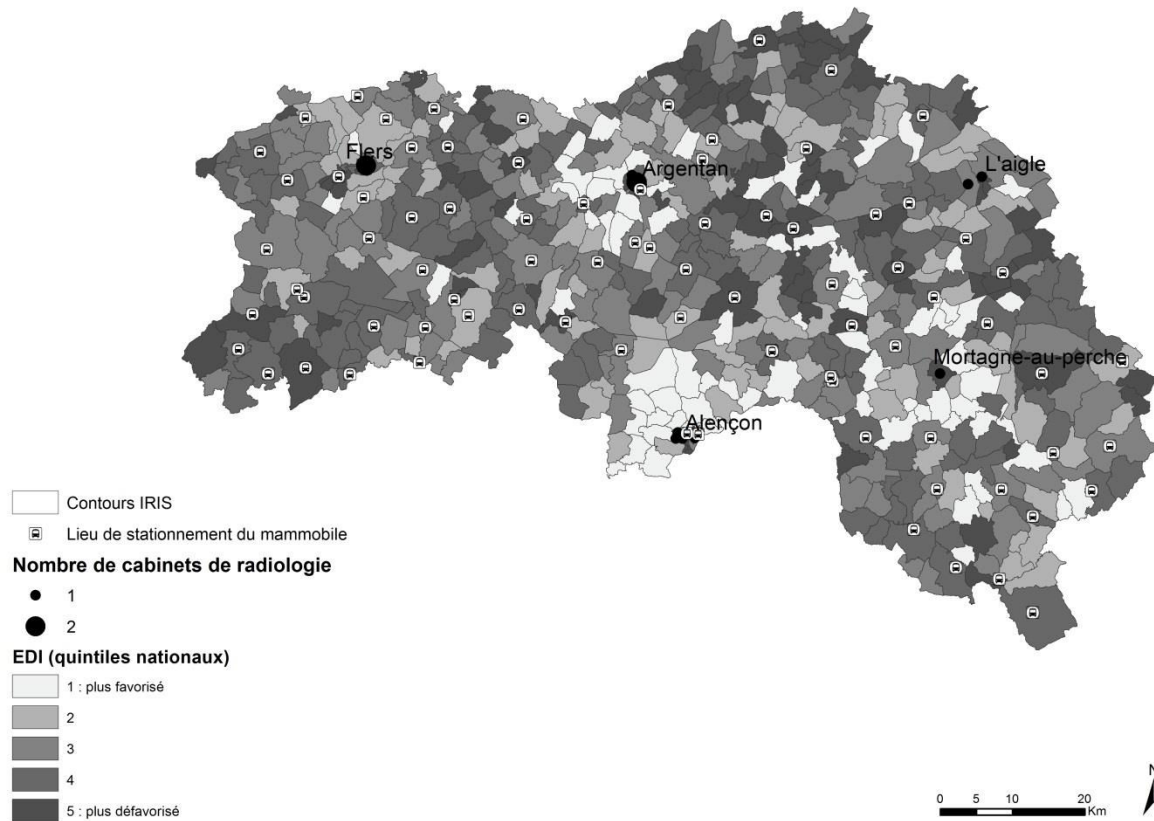 Flers
Argentan
L'aigle
Mortagne-au-perche
Alençon
Contours IRIS
Lieu de stationnement du mammobile
Nombre de cabinets de radiologie
1
2
EDI (quintiles nationaux)
1 : plus favorisé
2
3
4
5 : plus défavorisé
N
0 5 10 20
Km